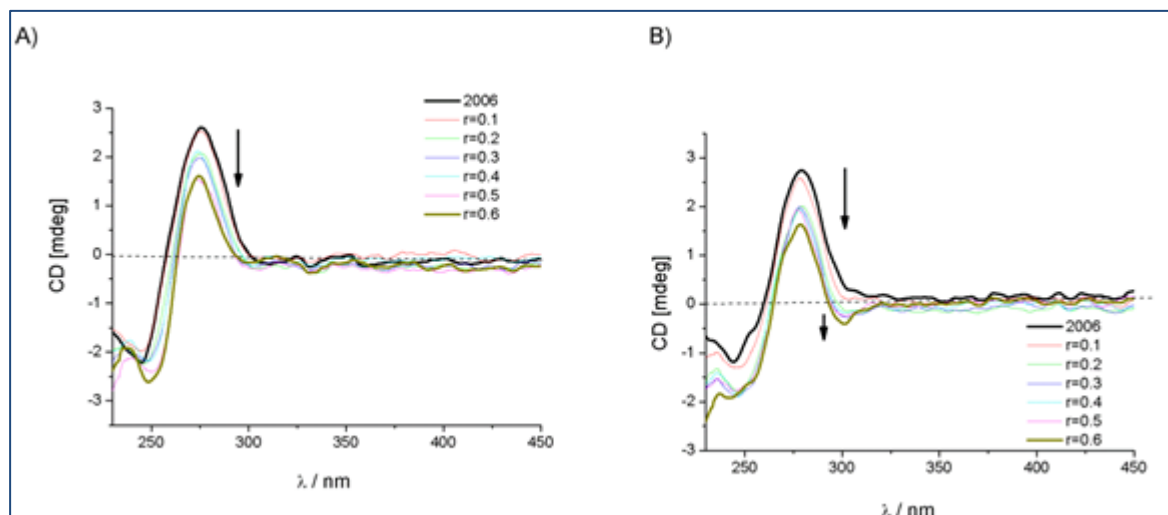 A)
B)
2006
r=0.1
r=0.2
r=0.3
r=0.4
r=0.5
r=0.6
3
2
1
0
-1
-2
-3
CD [mdeg]
250 300 350 400 450
λ / nm
3
2
1
0
-1
-2
-3
CD [mdeg]
2006
r=0.1
r=0.2
r=0.3
r=0.4
r=0.5
r=0.6
250 300 350 400 450
λ / nm